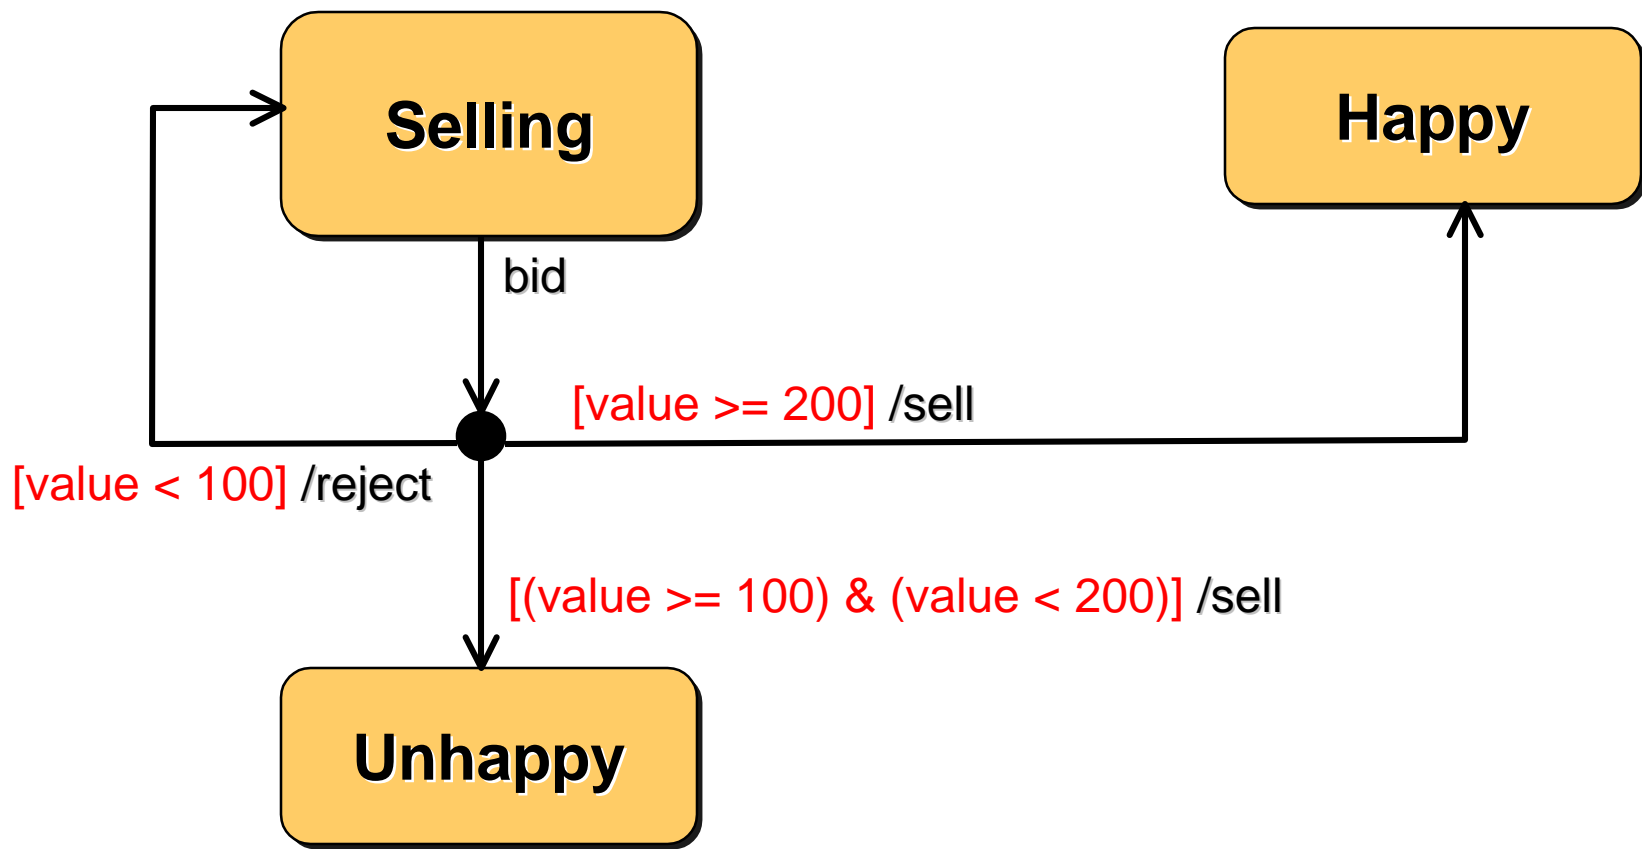 Selling
Happy
bid
[value >= 200] /sell
[value < 100] /reject
[(value >= 100) & (value < 200)] /sell
Unhappy